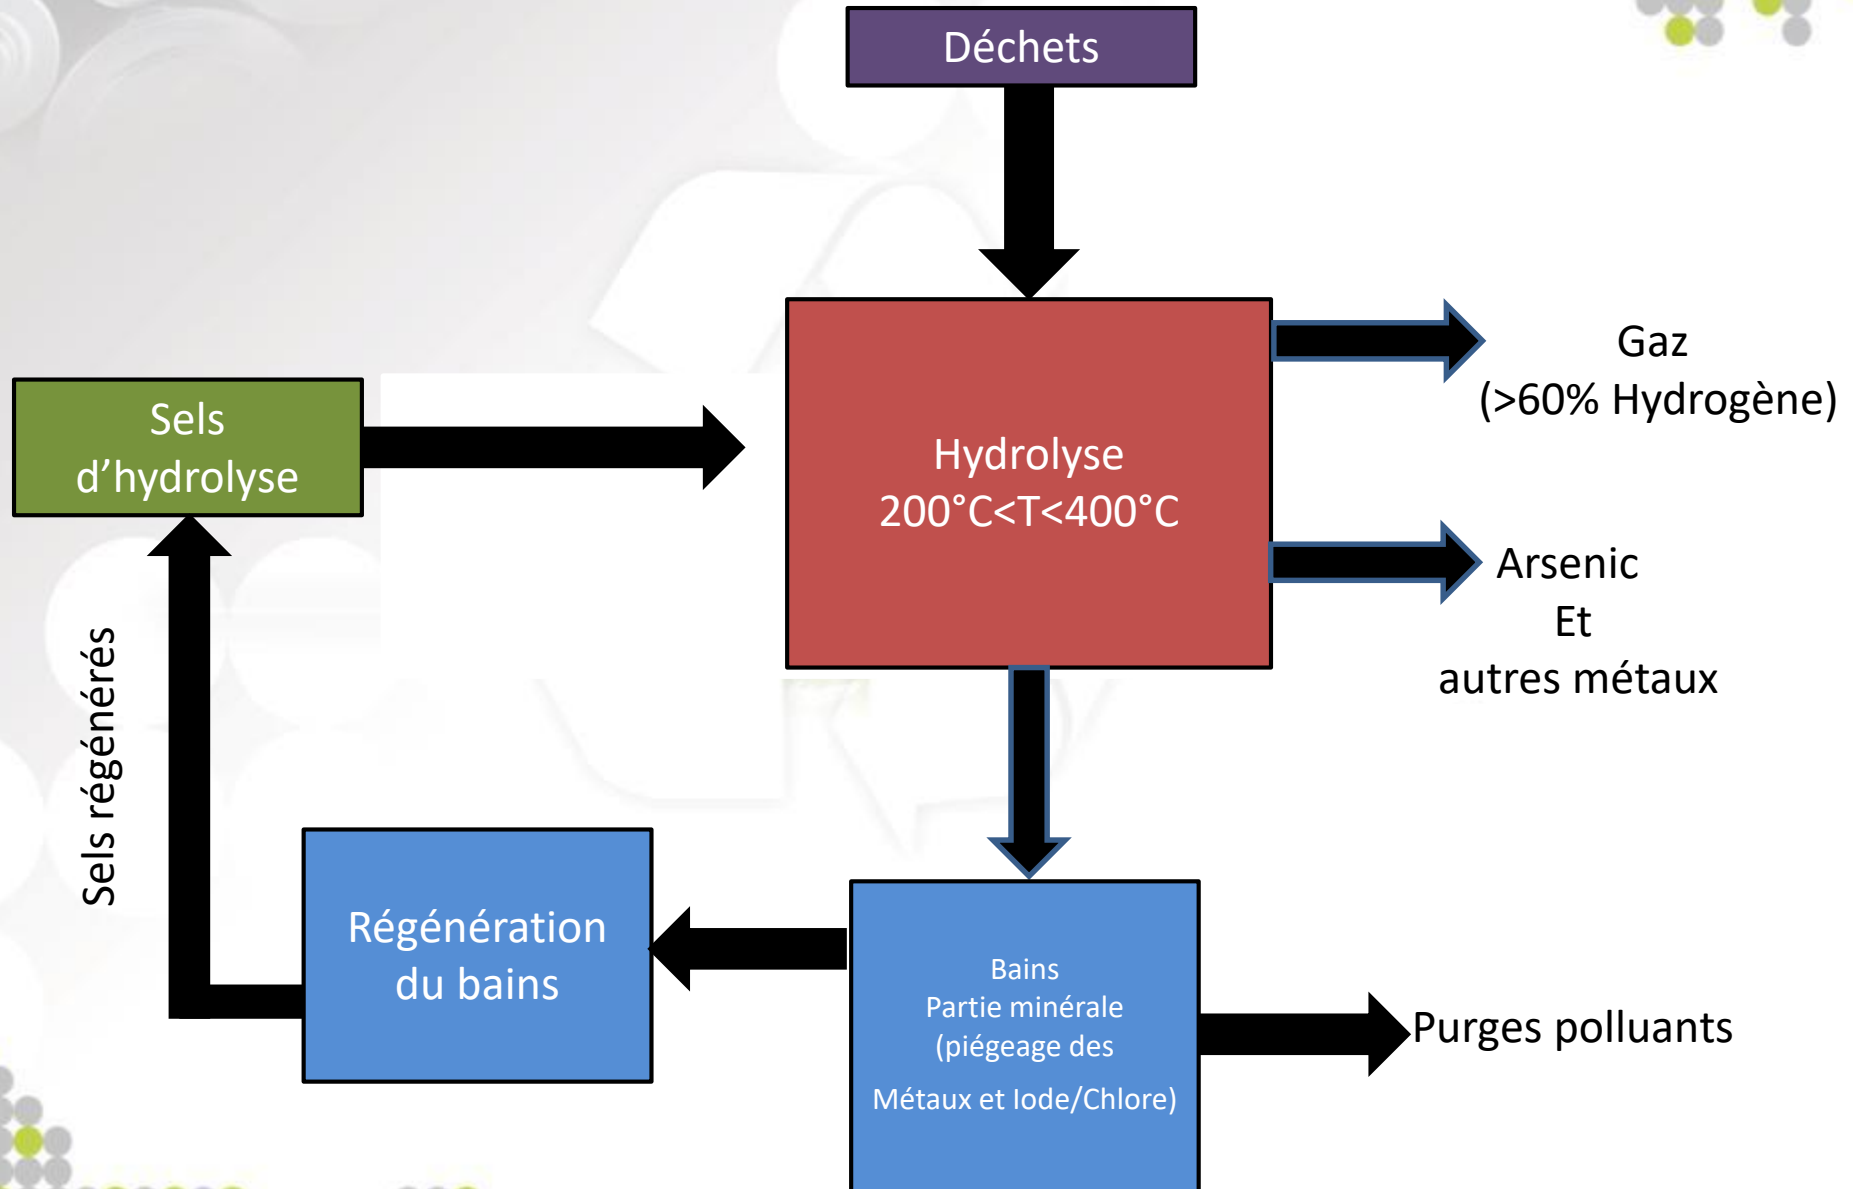 Déchets
Gaz
(>60% Hydrogène)
Sels
d’hydrolyse
Hydrolyse
200°C<T<400°C
Arsenic
Et
autres métaux
Sels régénérés
Régénération
du bains
Bains
Partie minérale
(piégeage des
Métaux et Iode/Chlore)
Purges polluants